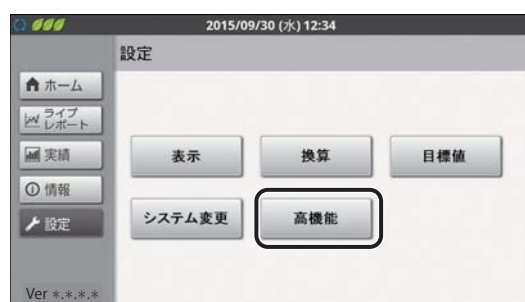 2015/09/30 (水) 12:34
設定
ホーム
ライブ
レポート
実績
情報
設定
表示
換算
目標値
システム変更
高機能
Ver *.*.*.*